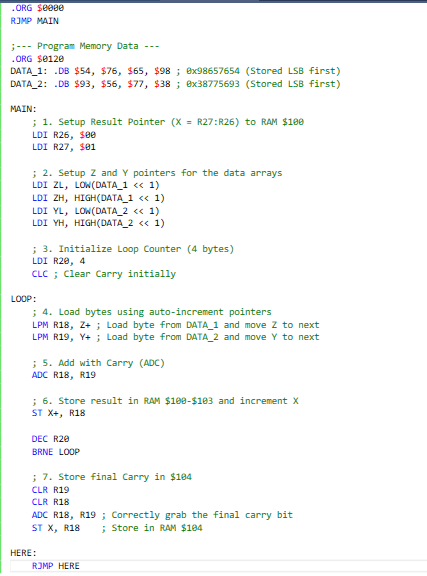 .ORG $0000
RJMP MAIN
;--- Program Memory Data ---
.ORG $0120
DATA_1: .DB $54, $76, $65, $98 ; 0x98657654 (Stored LSB first)
DATA_2: .DB $93, $56, $77, $38 ; 0x38775693 (Stored LSB first)
MAIN:
; 1. Setup Result Pointer (X = R27:R26) to RAM $100
LDI R26, $00
LDI R27, $01
; 2. Setup Z and Y pointers for the data arrays
LDI ZL, LOW(DATA_1 << 1)
LDI ZH, HIGH(DATA_1 << 1)
LDI YL, LOW(DATA_2 << 1)
LDI YH, HIGH(DATA_2 << 1)
; 3. Initialize Loop Counter (4 bytes)
LDI R20, 4
CLC ; Clear Carry initially
LOOP:
; 4. Load bytes using auto-increment pointers
LPM R18, Z+ ; Load byte from DATA_1 and move Z to next
LPM R19, Y+ ; Load byte from DATA_2 and move Y to next
; 5. Add with Carry (ADC)
ADC R18, R19
; 6. Store result in RAM $100-$103 and increment X
ST X+, R18
DEC R20
BRNE LOOP
; 7. Store final Carry in $104
CLR R19
CLR R18
ADC R18, R19 ; Correctly grab the final carry bit
ST X, R18 ; Store in RAM $104
HERE:
RJMP HERE